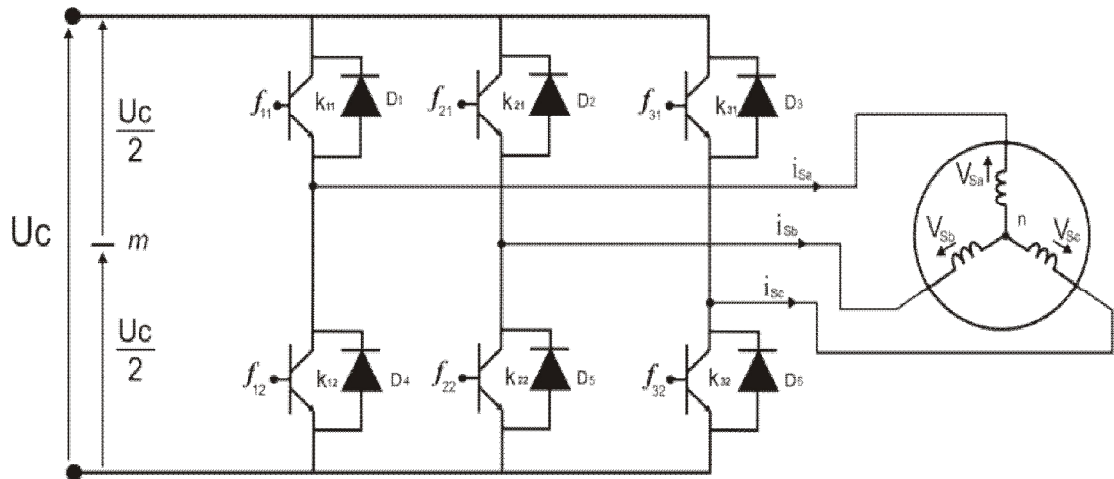 f11 k11 D1 f21 k21 D2 f31 k31 D3
Uc
2
iSa
VSa
Uc
m
iSb
VSb n VSc
iSc
Uc
2
f12 k12 D4 f22 k22 D5 f32 k32 D6